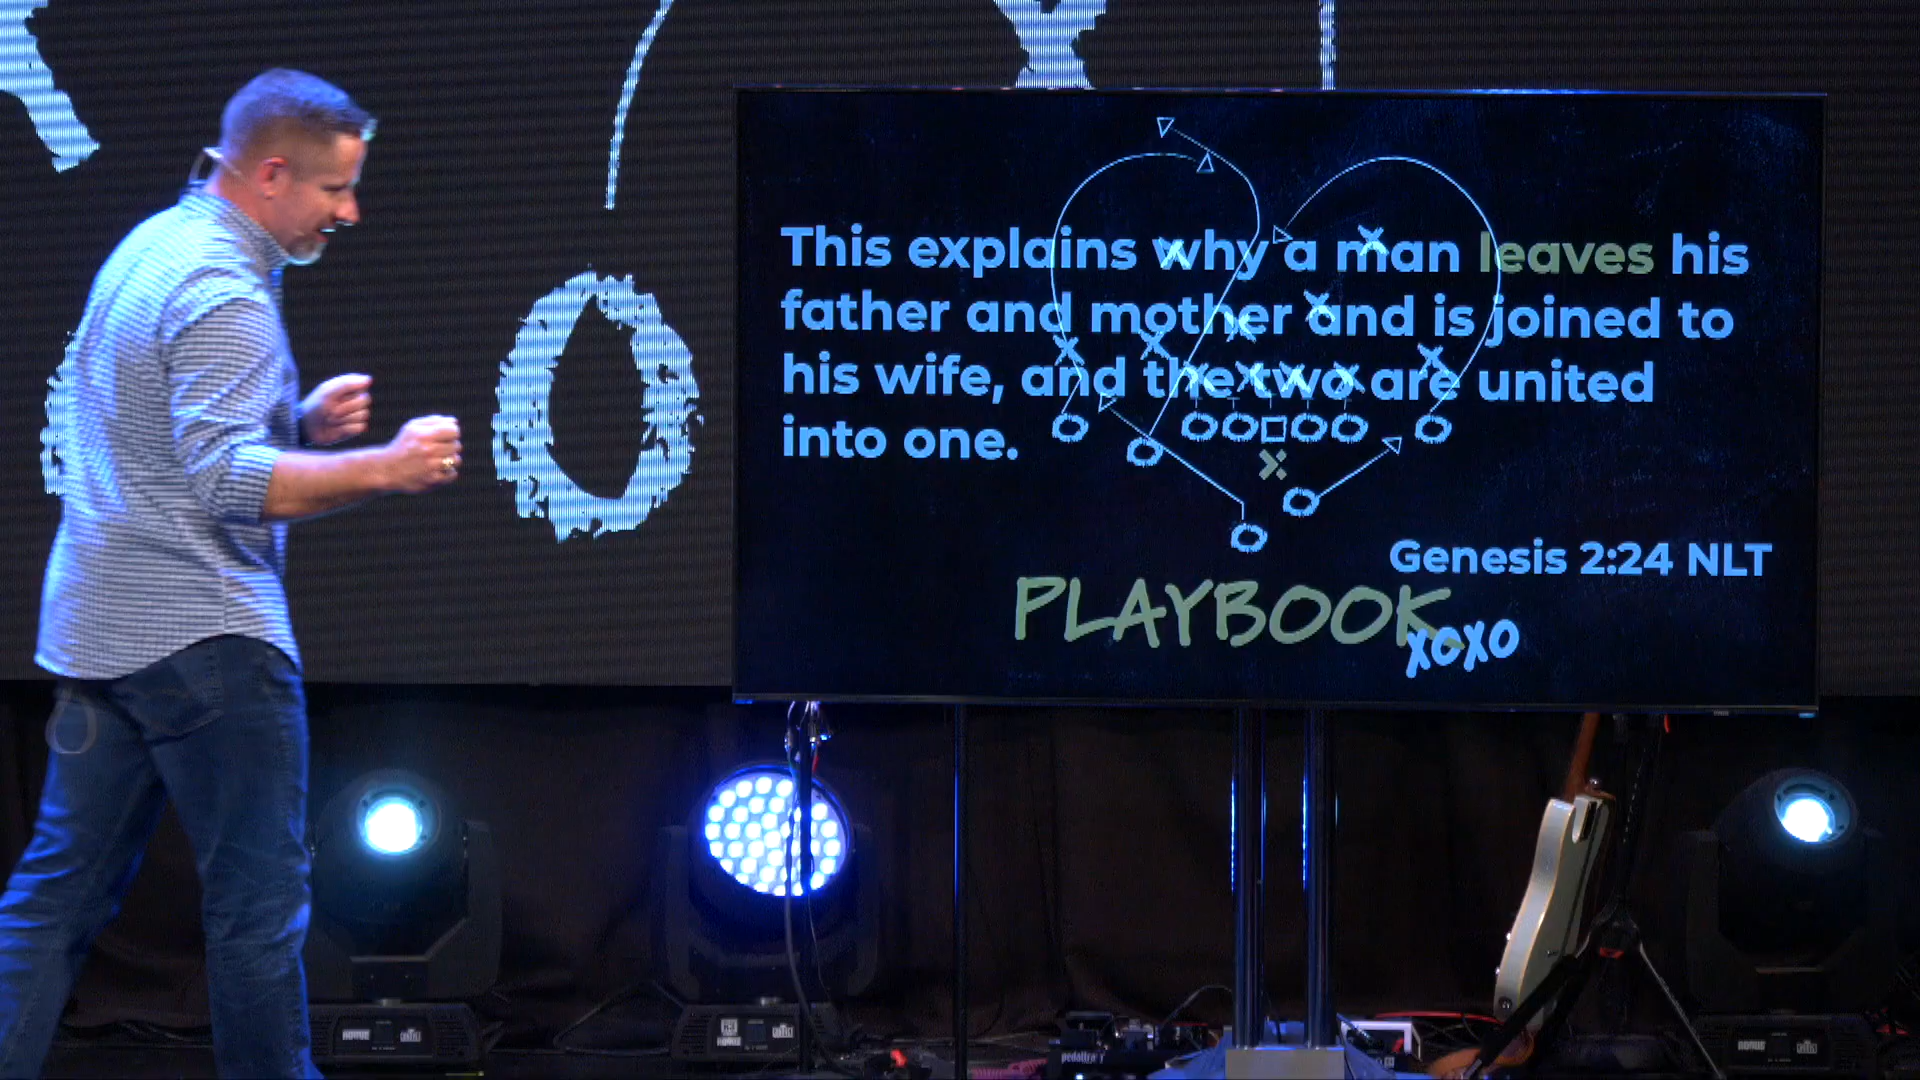 This explains why a man leaves his
father and mother and is joined to
his wife, and the two are united
into one.
Genesis 2:24 NLT
PLAYBOOK
XOXO